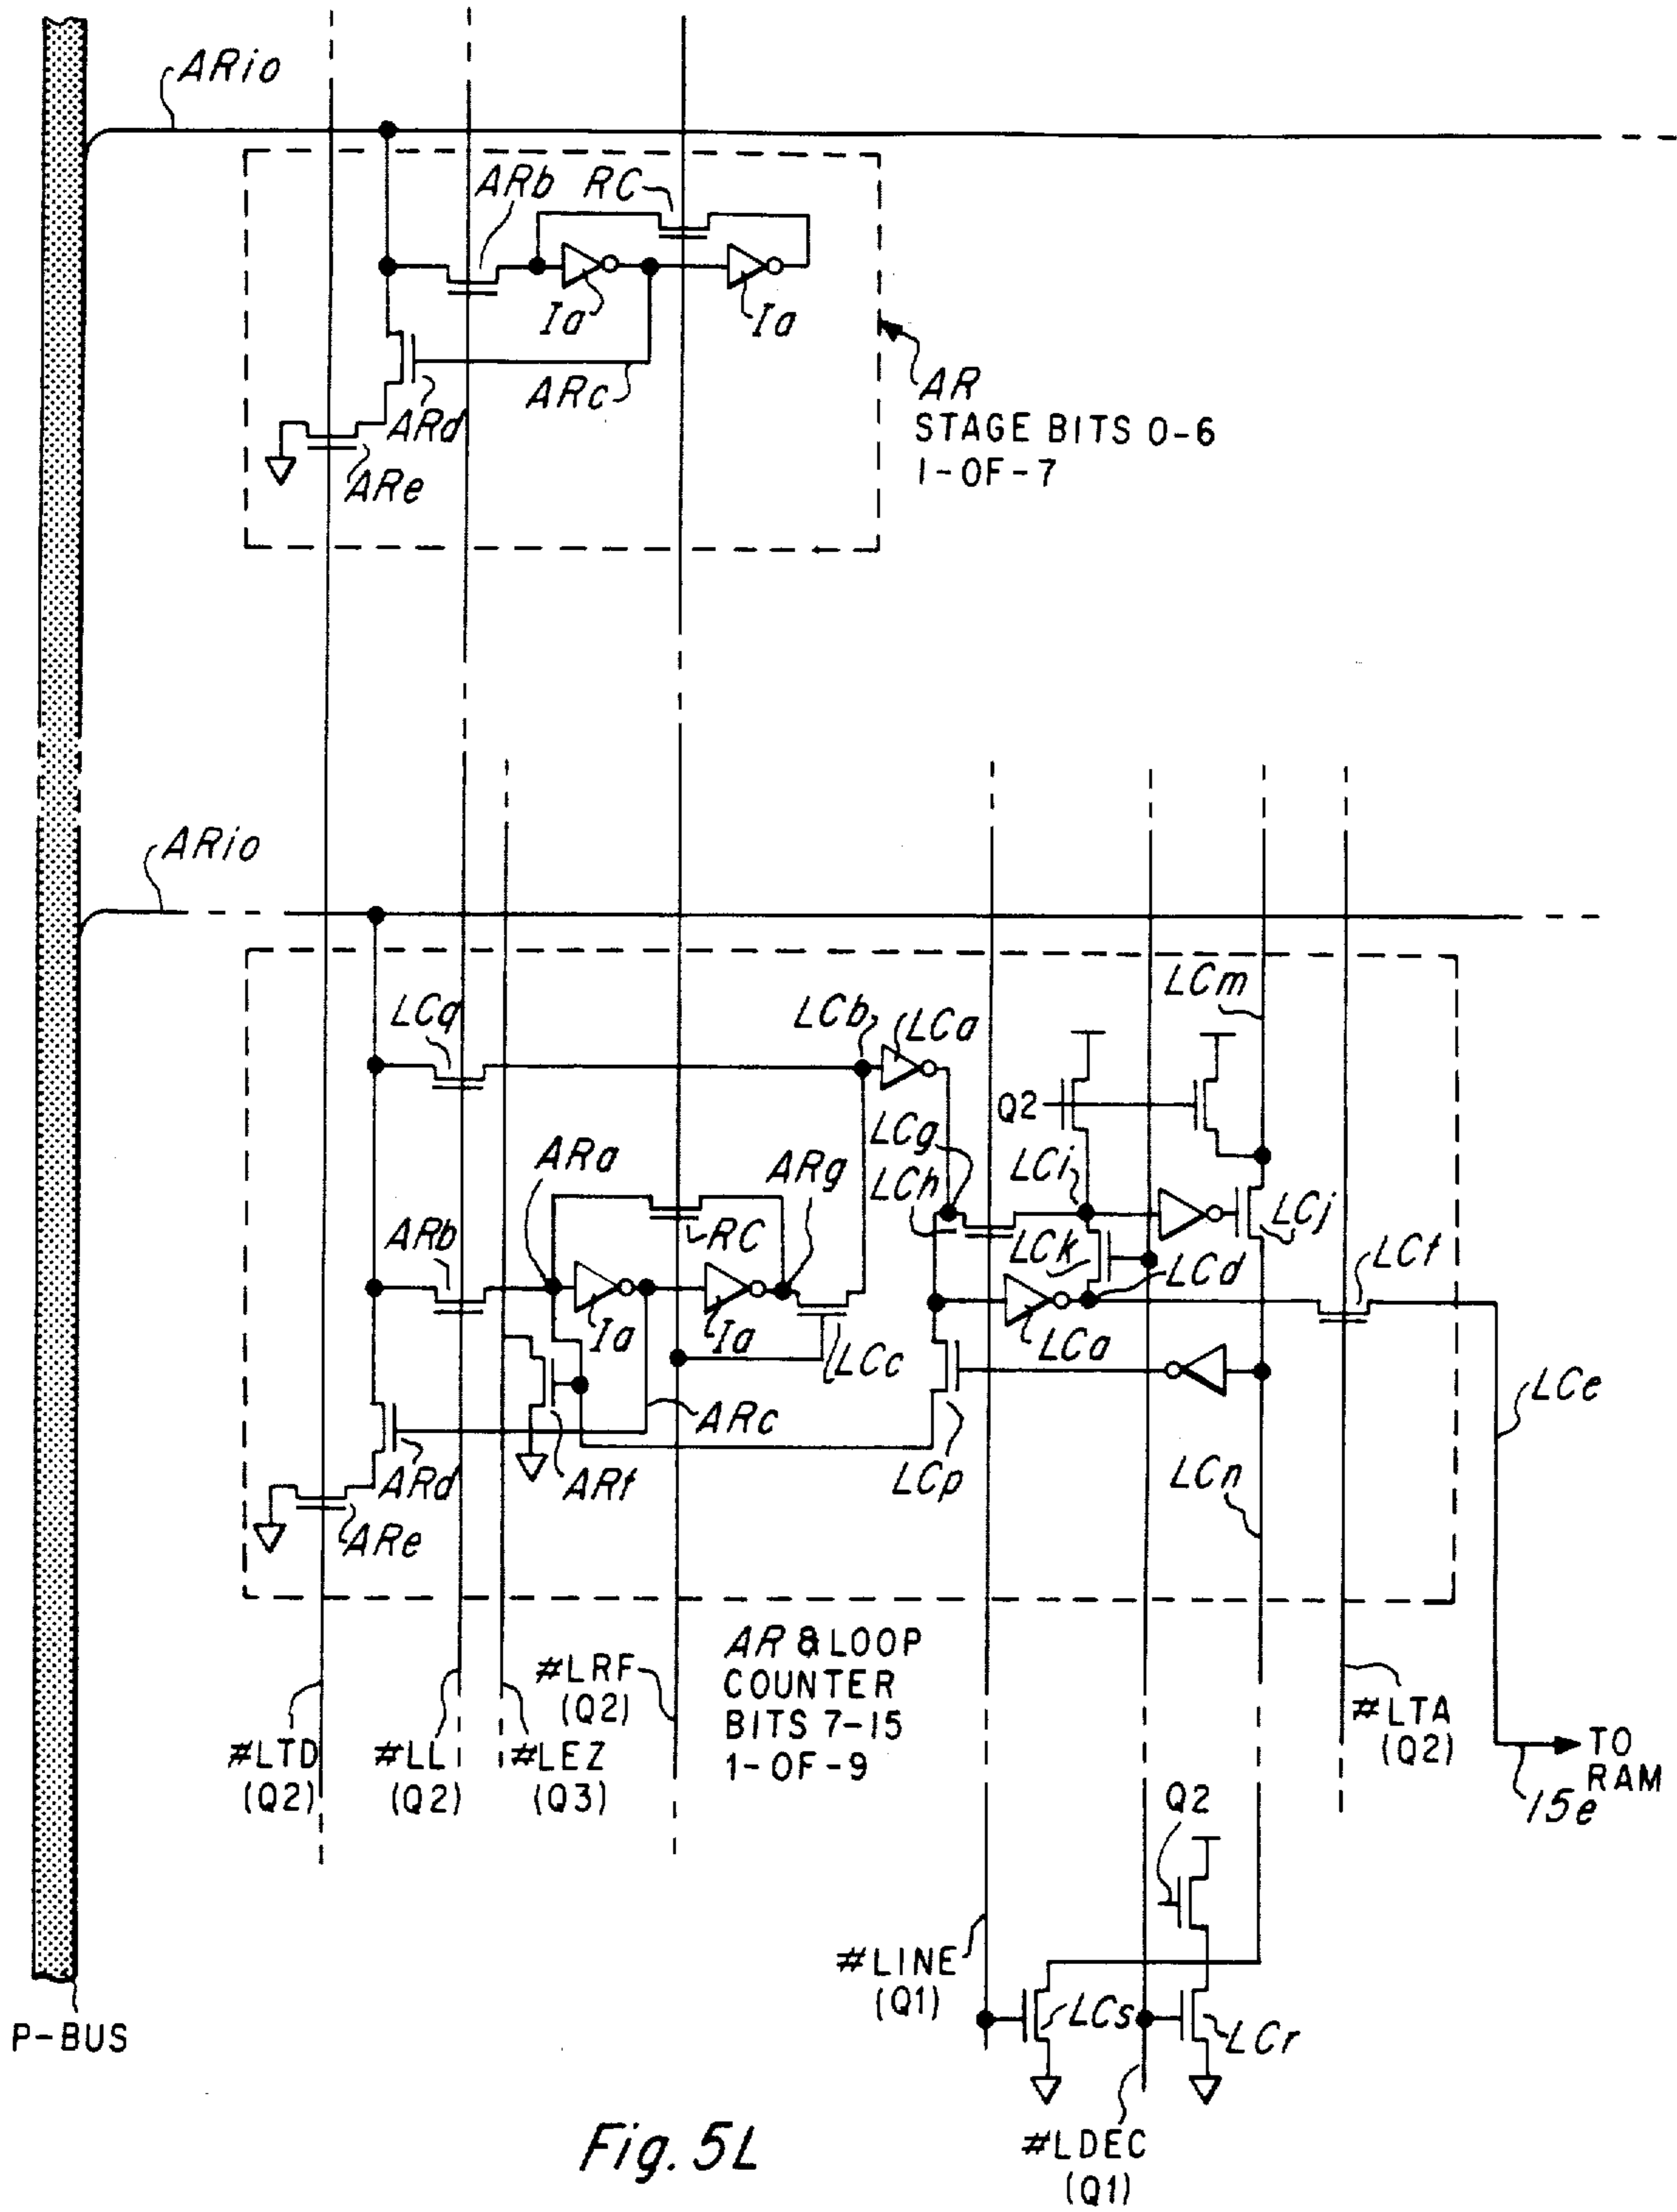 ARio
ARb RC
Ia Ia
ARc
ARd
ARe
AR
STAGE BITS 0-6
1-OF-7
ARio
LCm
LCq
LCb LCa
Q2
LCg
ARa ARg
LCi
LCh
ARb
RC
LCk
LCj
LCd
LCf
Ia Ia
LCc
LCa
LCe
ARc
ARd
ARf
LCp
LCn
ARe
AR & LOOP
COUNTER
BITS 7-15
1-OF-9
#LRF
(Q2)
#LTD
(Q2)
#LL
(Q2)
#LEZ
(Q3)
#LTA
(Q2)
TO
RAM
15e
Q2
#LINE
(Q1)
LCs
LCr
P-BUS
#LDEC
(Q1)
Fig. 5L